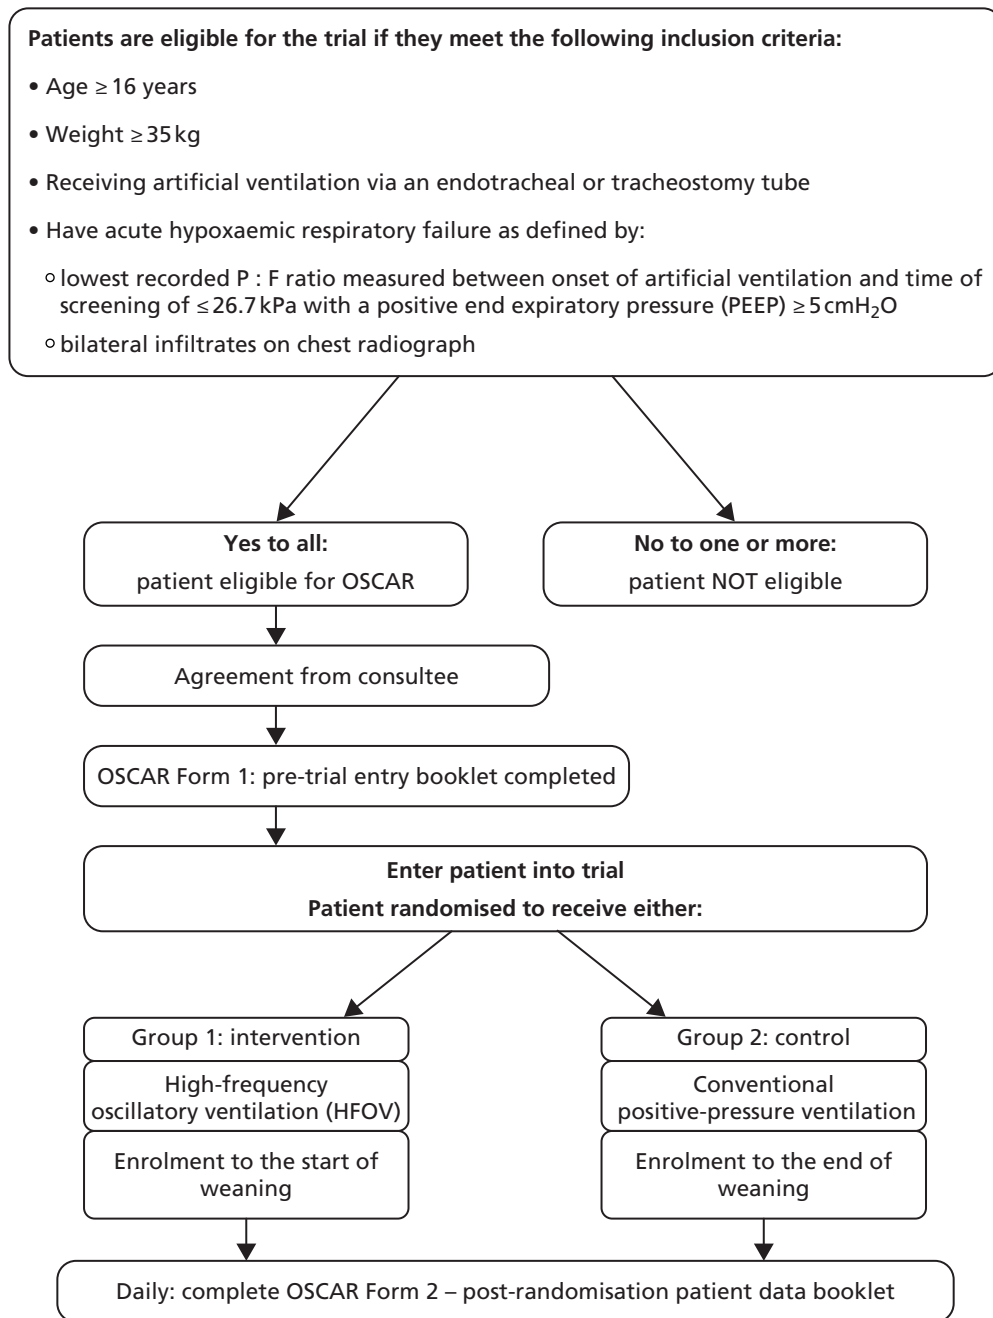 Patients are eligible for the trial if they meet the following inclusion criteria:
• Age ≥ 16 years
• Weight ≥ 35 kg
• Receiving artificial ventilation via an endotracheal or tracheostomy tube
• Have acute hypoxaemic respiratory failure as defined by:
○ lowest recorded P : F ratio measured between onset of artificial ventilation and time of
screening of ≤ 26.7 kPa with a positive end expiratory pressure (PEEP) ≥ 5 cmH₂O
○ bilateral infiltrates on chest radiograph
Yes to all:
patient eligible for OSCAR
No to one or more:
patient NOT eligible
Agreement from consultee
OSCAR Form 1: pre-trial entry booklet completed
Enter patient into trial
Patient randomised to receive either:
Group 1: intervention
High-frequency
oscillatory ventilation (HFOV)
Enrolment to the start of
weaning
Group 2: control
Conventional
positive-pressure ventilation
Enrolment to the end of
weaning
Daily: complete OSCAR Form 2 – post-randomisation patient data booklet